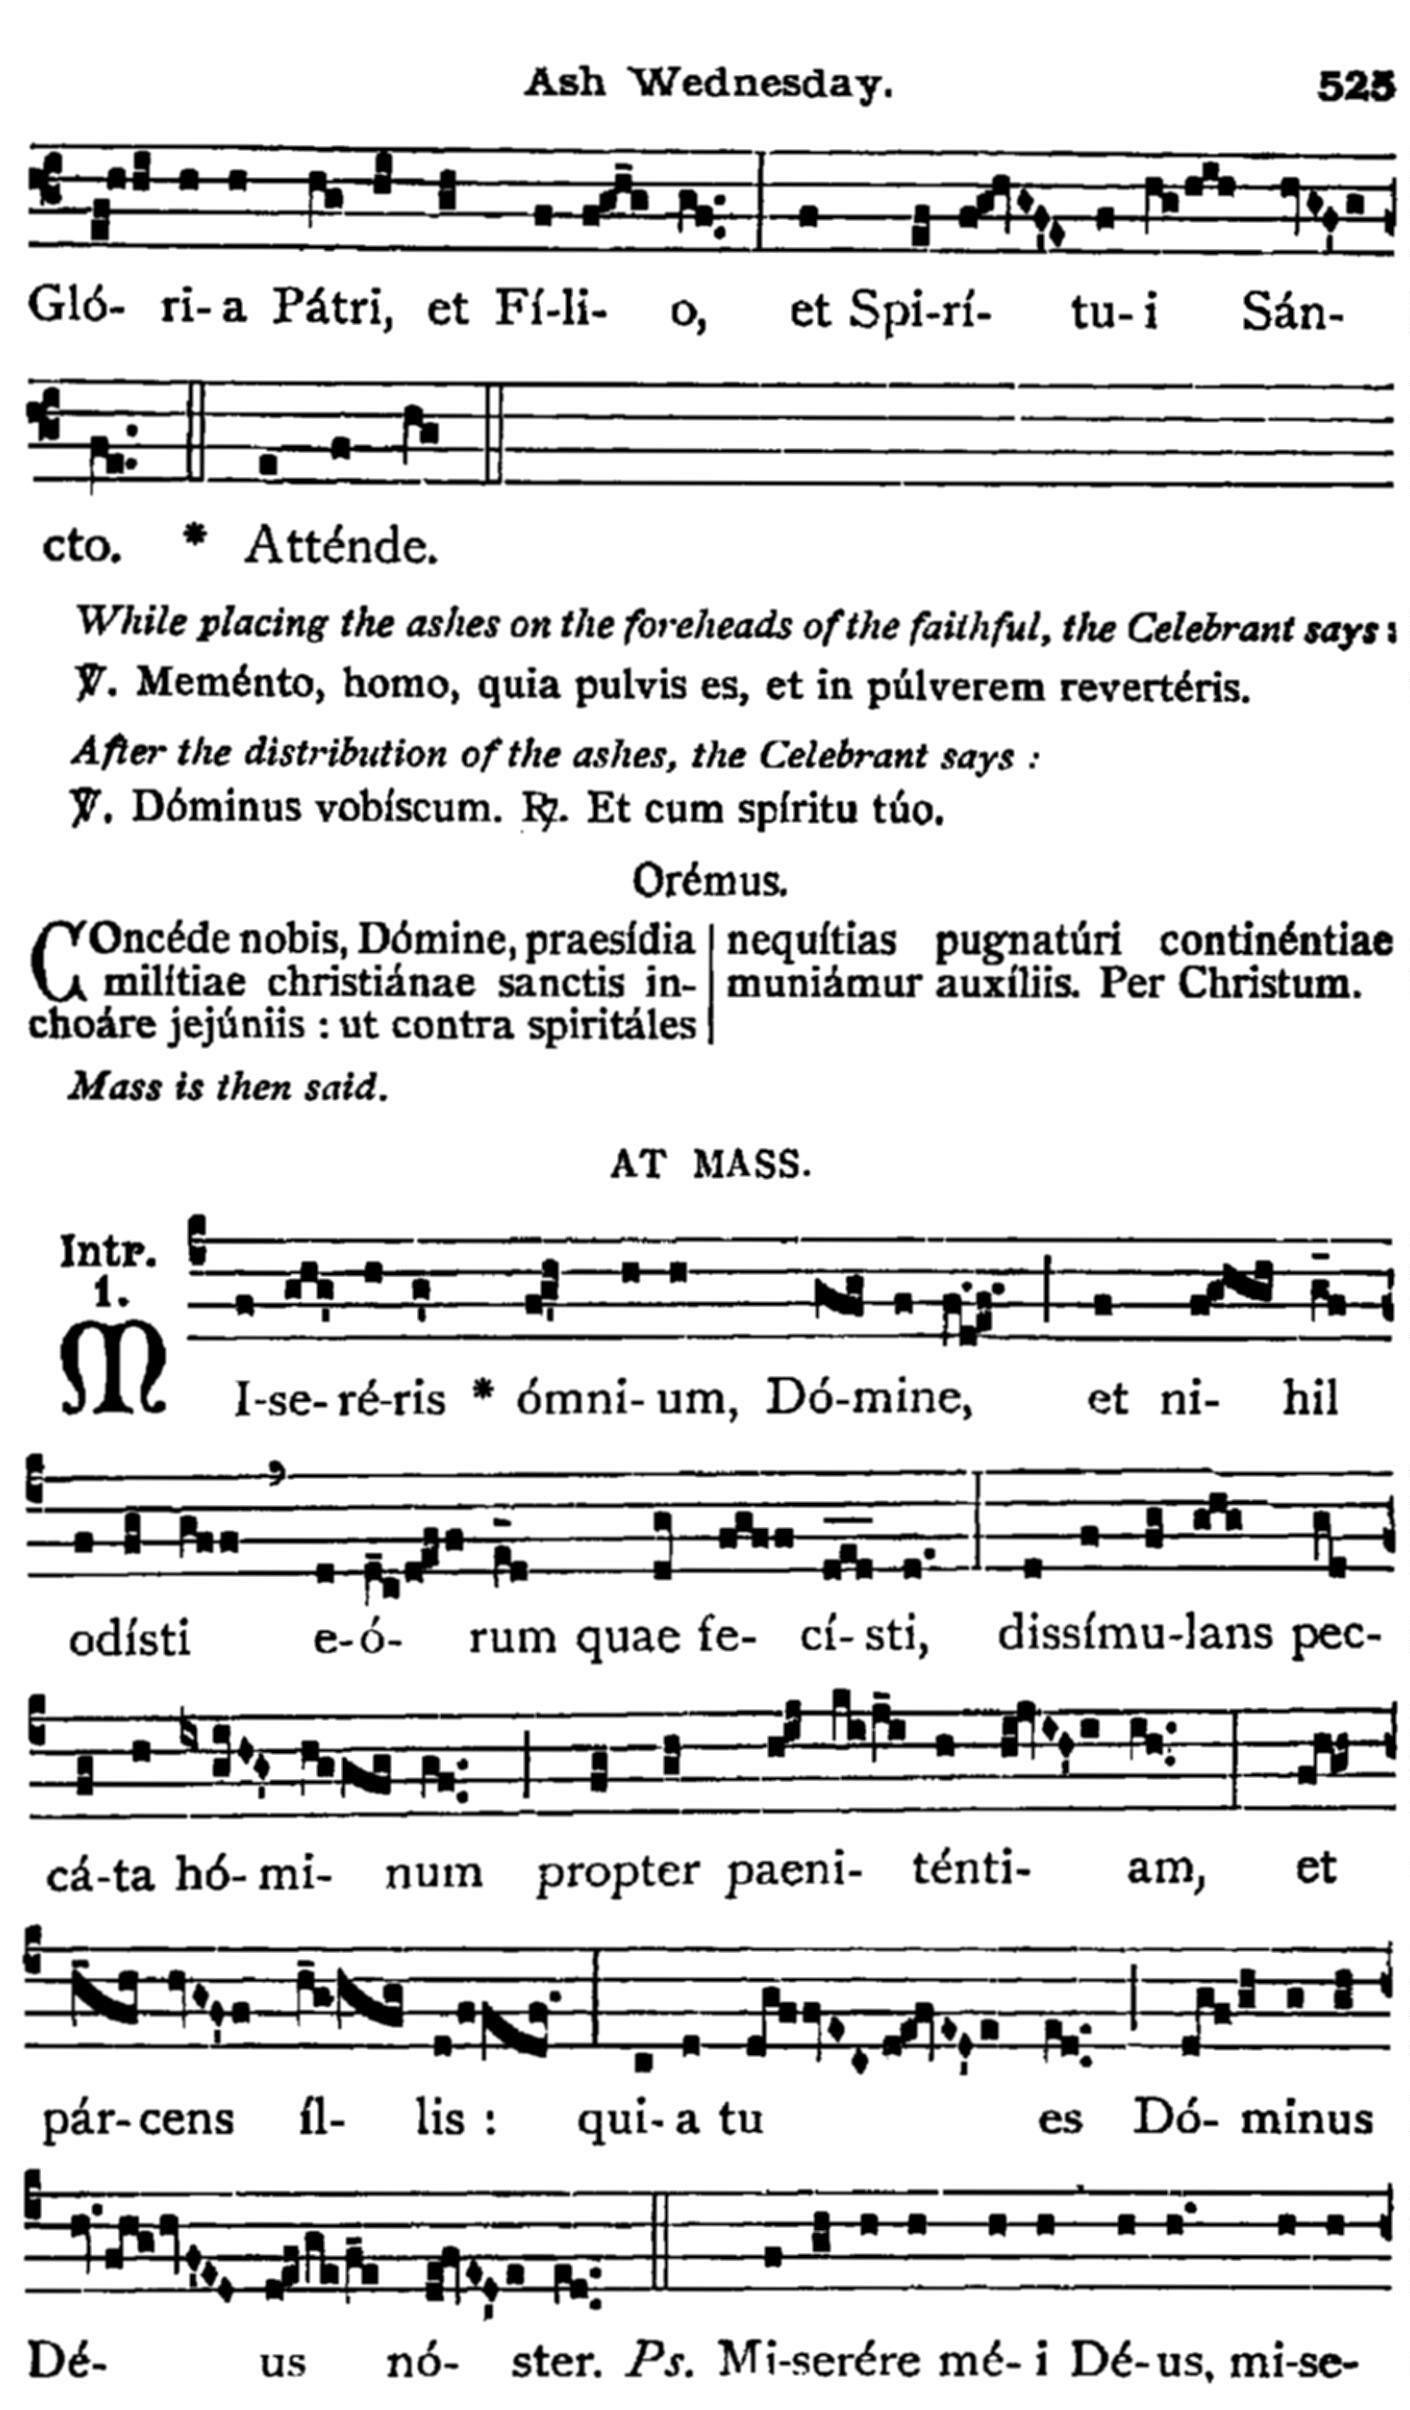 Ash Wednesday. 525
Gló- ri- a Pátri, et Fí-li- o, et Spi-rí- tu- i Sán-
cto. * Atténde.
While placing the ashes on the foreheads of the faithful, the Celebrant says :
℣. Meménto, homo, quia pulvis es, et in púlverem revertéris.
After the distribution of the ashes, the Celebrant says :
℣. Dóminus vobíscum. ℟. Et cum spíritu túo.
Orémus.
COncéde nobis, Dómine, praesídia
milítiae christiánae sanctis in-
choáre jejúniis : ut contra spiritáles
nequítias pugnatúri continéntiae
muniámur auxíliis. Per Christum.
Mass is then said.
AT MASS.
Intr.
1.
MI-se- ré-ris * ómni- um, Dó-mine, et ni- hil
odísti e- ó- rum quae fe- cí- sti, dissímu-lans pec-
cá-ta hó- mi- num propter paeni- ténti- am, et
pár- cens íl- lis : qui- a tu es Dó- minus
Dé- us nó- ster. Ps. Mi-serére mé- i Dé- us, mi-se-